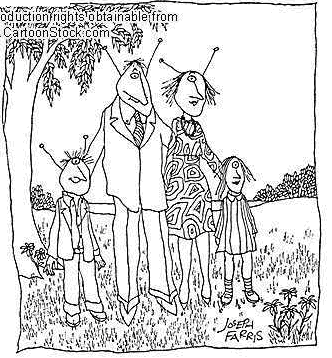 oduction rights obtainable from
.CartoonStock.com
JOSEPH
FARRIS